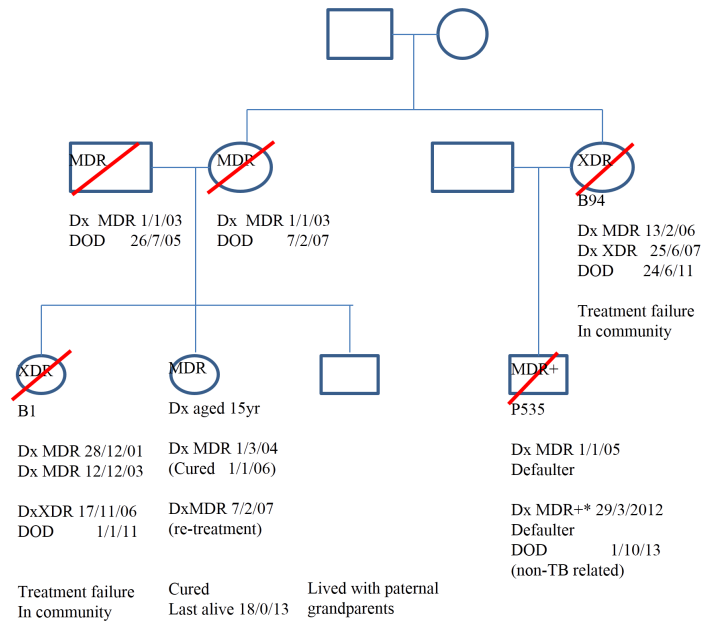 MDR
MDR
XDR
B94
Dx MDR 1/1/03
DOD 26/7/05
Dx MDR 1/1/03
DOD 7/2/07
Dx MDR 13/2/06
Dx XDR 25/6/07
DOD 24/6/11
Treatment failure
In community
XDR
B1
Dx MDR 28/12/01
Dx MDR 12/12/03
DxXDR 17/11/06
DOD 1/1/11
Treatment failure
In community
MDR
Dx aged 15yr
Dx MDR 1/3/04
(Cured 1/1/06)
DxMDR 7/2/07
(re-treatment)
Cured
Last alive 18/0/13
Lived with paternal
grandparents
MDR+
P535
Dx MDR 1/1/05
Defaulter
Dx MDR+* 29/3/2012
Defaulter
DOD 1/10/13
(non-TB related)